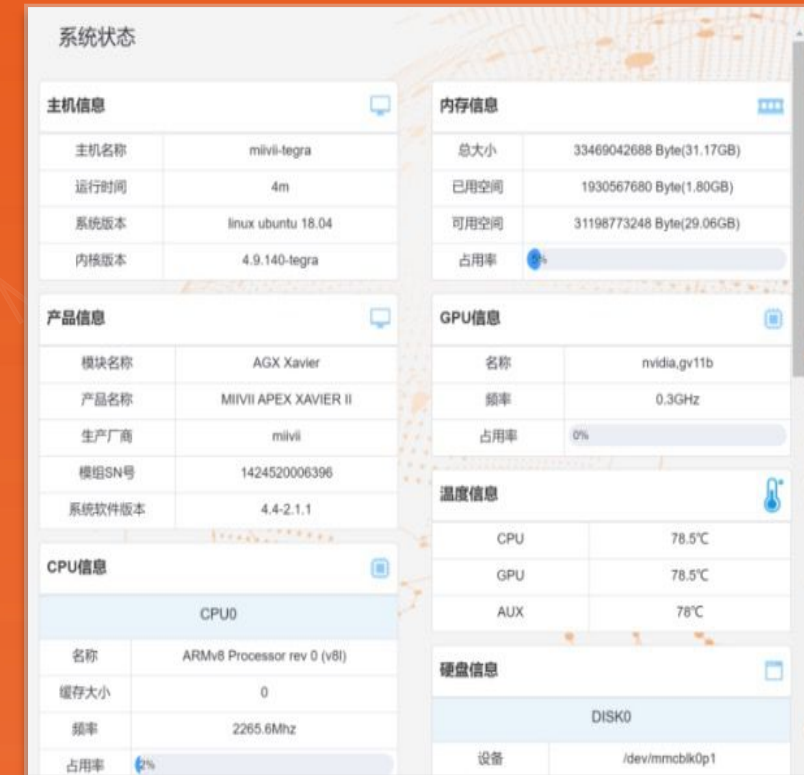 系统状态
主机信息
主机名称 miivii-tegra
运行时间 4m
系统版本 linux ubuntu 18.04
内核版本 4.9.140-tegra
产品信息
模块名称 AGX Xavier
产品名称 MIIVII APEX XAVIER II
生产厂商 miivii
模组SN号 1424520006396
系统软件版本 4.4-2.1.1
CPU信息
CPU0
名称 ARMv8 Processor rev 0 (v8l)
缓存大小 0
频率 2265.6Mhz
占用率 2%
内存信息
总大小 33469042688 Byte(31.17GB)
已用空间 1930567680 Byte(1.80GB)
可用空间 31198773248 Byte(29.06GB)
占用率 5%
GPU信息
名称 nvidia,gv11b
频率 0.3GHz
占用率 0%
温度信息
CPU 78.5℃
GPU 78.5℃
AUX 78℃
硬盘信息
DISK0
设备 /dev/mmcblk0p1